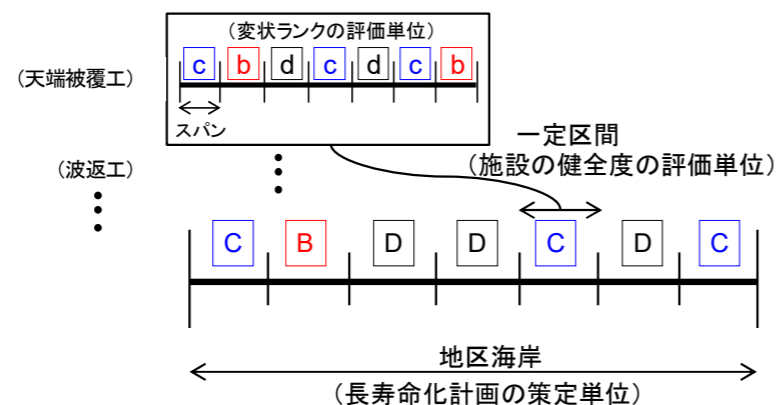 (変状ランクの評価単位)
c b d c d c b
(天端被覆工)
スパン
一定区間
(施設の健全度の評価単位)
(波返工)
C B D D C D C
地区海岸
(長寿命化計画の策定単位)